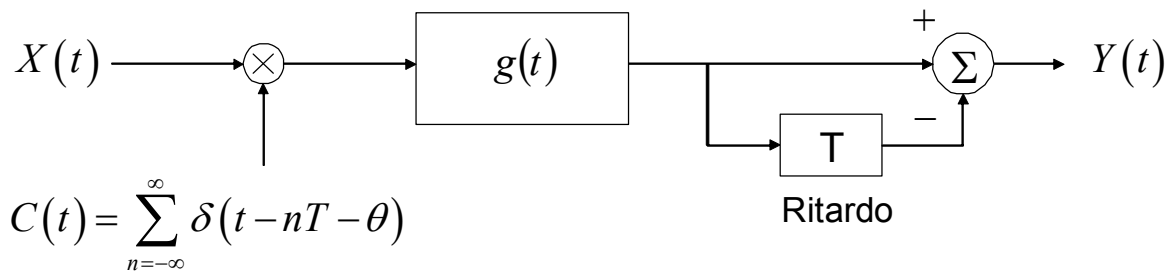 +
X(t) ⊗ g(t) Σ Y(t)
−
T
Ritardo
C(t) = ∑_{n=-∞}^{∞} δ(t − nT − θ)